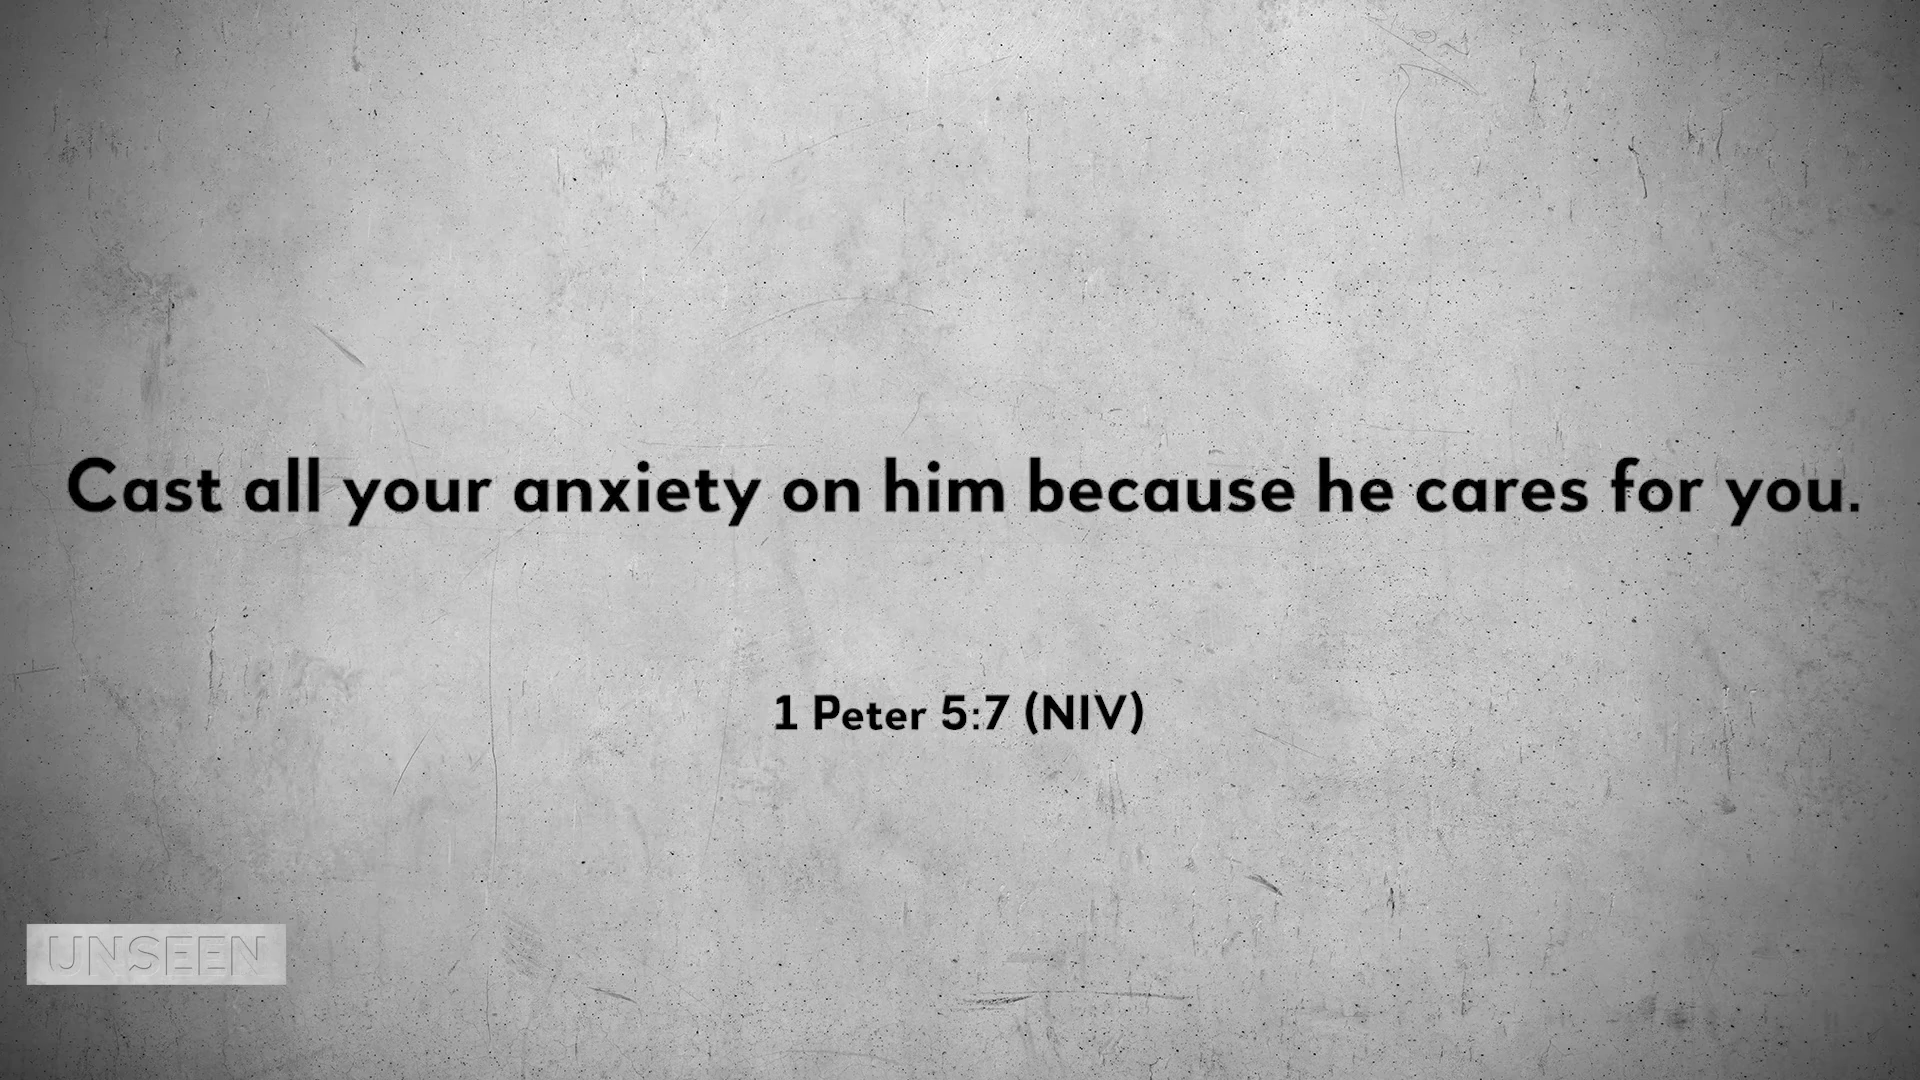 Cast all your anxiety on him because he cares for you.
1 Peter 5:7 (NIV)
UNSEEN